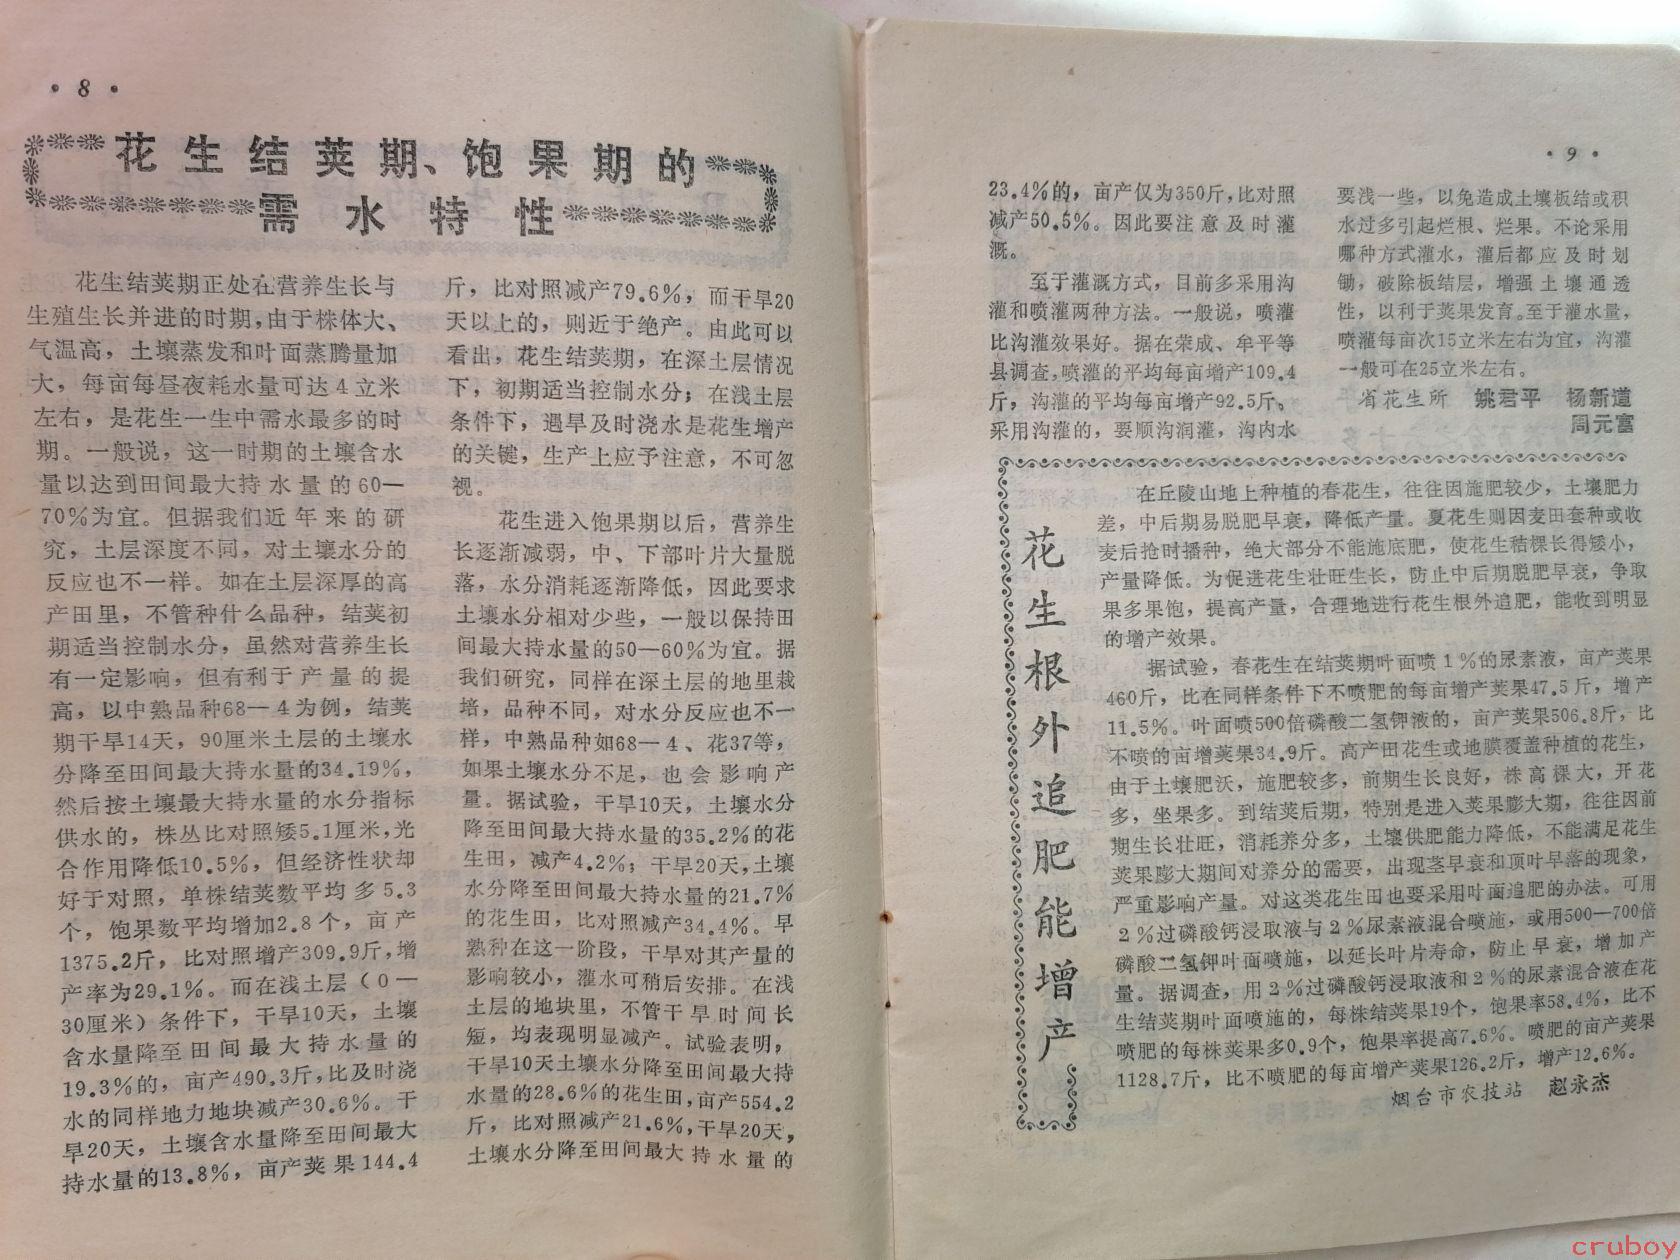 ·8·
花生结荚期、饱果期的
需水特性
花生结荚期正处在营养生长与
生殖生长并进的时期，由于株体大、
气温高，土壤蒸发和叶面蒸腾量加
大，每亩每昼夜耗水量可达4立米
左右，是花生一生中需水最多的时
期。一般说，这一时期的土壤含水
量以达到田间最大持水量的60—
70%为宜。但据我们近年来的研
究，土层深度不同，对土壤水分的
反应也不一样。如在土层深厚的高
产田里，不管种什么品种，结荚初
期适当控制水分，虽然对营养生长
有一定影响，但有利于产量的提
高，以中熟品种68—4为例，结荚
期干旱14天，90厘米土层的土壤水
分降至田间最大持水量的34.19%，
然后按土壤最大持水量的水分指标
供水的，株丛比对照矮5.1厘米，光
合作用降低10.5%，但经济性状却
好于对照，单株结荚数平均多5.3
个，饱果数平均增加2.8个，亩产
1375.2斤，比对照增产309.9斤，增
产率为29.1%。而在浅土层（0—
30厘米）条件下，干旱10天，土壤
含水量降至田间最大持水量的
19.3%的，亩产490.3斤，比及时浇
水的同样地力地块减产30.6%。干
旱20天，土壤含水量降至田间最大
持水量的13.8%，亩产荚果144.4
斤，比对照减产79.6%，而干旱20
天以上的，则近于绝产。由此可以
看出，花生结荚期，在深土层情况
下，初期适当控制水分；在浅土层
条件下，遇旱及时浇水是花生增产
的关键，生产上应予注意，不可忽
视。
花生进入饱果期以后，营养生
长逐渐减弱，中、下部叶片大量脱
落，水分消耗逐渐降低，因此要求
土壤水分相对少些，一般以保持田
间最大持水量的50—60%为宜。据
我们研究，同样在深土层的地里栽
培，品种不同，对水分反应也不一
样，中熟品种如68—4、花37等，
如果土壤水分不足，也会影响产
量。据试验，干旱10天，土壤水分
降至田间最大持水量的35.2%的花
生田，减产4.2%；干旱20天，土壤
水分降至田间最大持水量的21.7%
的花生田，比对照减产34.4%。早
熟种在这一阶段，干旱对其产量的
影响较小，灌水可稍后安排。在浅
土层的地块里，不管干旱时间长
短，均表现明显减产。试验表明，
干旱10天土壤水分降至田间最大持
水量的28.6%的花生田，亩产554.2
斤，比对照减产21.6%，干旱20天，
土壤水分降至田间最大持水量的
·9·
23.4%的，亩产仅为350斤，比对照
减产50.5%。因此要注意及时灌
溉。
至于灌溉方式，目前多采用沟
灌和喷灌两种方法。一般说，喷灌
比沟灌效果好。据在荣成、牟平等
县调查，喷灌的平均每亩增产109.4
斤，沟灌的平均每亩增产92.5斤。
采用沟灌的，要顺沟润灌，沟内水
要浅一些，以免造成土壤板结或积
水过多引起烂根、烂果。不论采用
哪种方式灌水，灌后都应及时划
锄，破除板结层，增强土壤通透
性，以利于荚果发育。至于灌水量，
喷灌每亩次15立米左右为宜，沟灌
一般可在25立米左右。
省花生所 姚君平 杨新道
周元富
花生根外追肥能增产
在丘陵山地上种植的春花生，往往因施肥较少，土壤肥力
差，中后期易脱肥早衰，降低产量。夏花生则因麦田套种或收
麦后抢时播种，绝大部分不能施底肥，使花生秸棵长得矮小，
产量降低。为促进花生壮旺生长，防止中后期脱肥早衰，争取
果多果饱，提高产量，合理地进行花生根外追肥，能收到明显
的增产效果。
据试验，春花生在结荚期叶面喷1%的尿素液，亩产荚果
460斤，比在同样条件下不喷肥的每亩增产荚果47.5斤，增产
11.5%。叶面喷500倍磷酸二氢钾液的，亩产荚果506.8斤，比
不喷的亩增荚果34.9斤。高产田花生或地膜覆盖种植的花生，
由于土壤肥沃，施肥较多，前期生长良好，株高棵大，开花
多，坐果多。到结荚后期，特别是进入荚果膨大期，往往因前
期生长壮旺，消耗养分多，土壤供肥能力降低，不能满足花生
荚果膨大期间对养分的需要，出现茎早衰和顶叶早落的现象，
严重影响产量。对这类花生田也要采用叶面追肥的办法。可用
2%过磷酸钙浸取液与2%尿素液混合喷施，或用500—700倍
磷酸二氢钾叶面喷施，以延长叶片寿命，防止早衰，增加产
量。据调查，用2%过磷酸钙浸取液和2%的尿素混合液在花
生结荚期叶面喷施的，每株结荚果19个，饱果率58.4%，比不
喷肥的每株荚果多0.9个，饱果率提高7.6%。喷肥的亩产荚果
1128.7斤，比不喷肥的每亩增产荚果126.2斤，增产12.6%。
烟台市农技站 赵永杰
cruboy